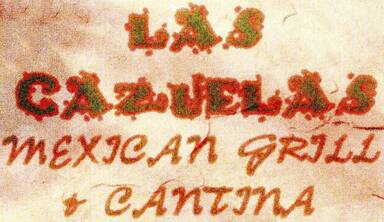 LAS
CAZUELAS
MEXICAN GRILL
& CANTINA